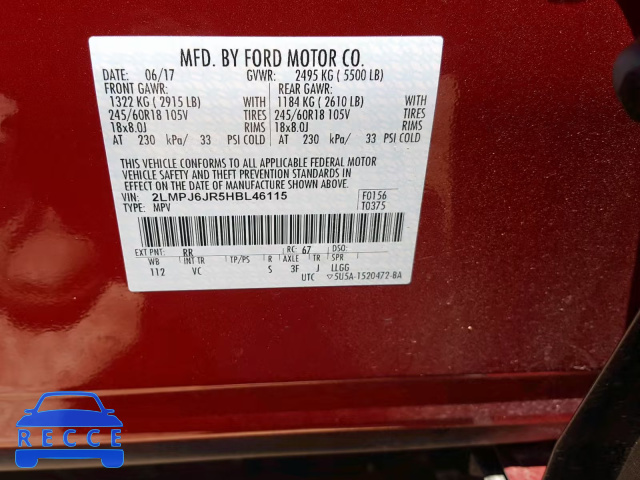 MFD. BY FORD MOTOR CO.
DATE: 06/17 GVWR: 2495 KG ( 5500 LB)
FRONT GAWR: REAR GAWR:
1322 KG ( 2915 LB) WITH 1184 KG ( 2610 LB) WITH
245/60R18 105V TIRES 245/60R18 105V TIRES
18x8.0J RIMS 18x8.0J RIMS
AT 230 kPa/ 33 PSI COLD AT 230 kPa/ 33 PSI COLD
THIS VEHICLE CONFORMS TO ALL APPLICABLE FEDERAL MOTOR
VEHICLE SAFETY AND THEFT PREVENTION STANDARDS IN
EFFECT ON THE DATE OF MANUFACTURE SHOWN ABOVE.
VIN: 2LMPJ6JR5HBL46115 F0156
TYPE: MPV T0375
EXT PNT: RR RC: 67 DSO:
WB INT TR TP/PS R AXLE TR SPR
112 VC S 3F J LLGG
UTC ▽SU5A-1520472-BA
RECCE